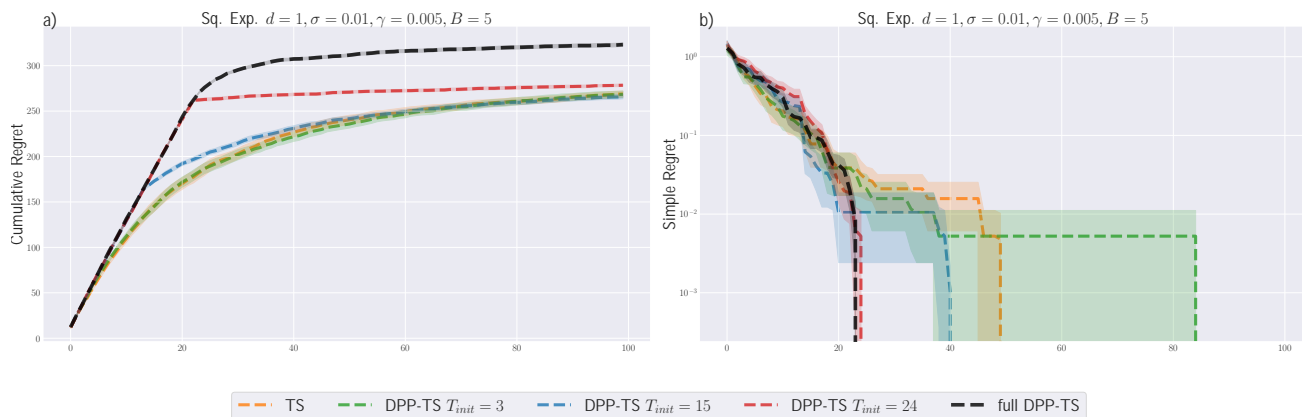 a) Sq. Exp. d = 1, σ = 0.01, γ = 0.005, B = 5
Cumulative Regret
300
250
200
150
100
50
0
0 20 40 60 80 100
b) Sq. Exp. d = 1, σ = 0.01, γ = 0.005, B = 5
Simple Regret
10⁰
10⁻¹
10⁻²
10⁻³
0 20 40 60 80 100
TS DPP-TS T_init = 3 DPP-TS T_init = 15 DPP-TS T_init = 24 full DPP-TS